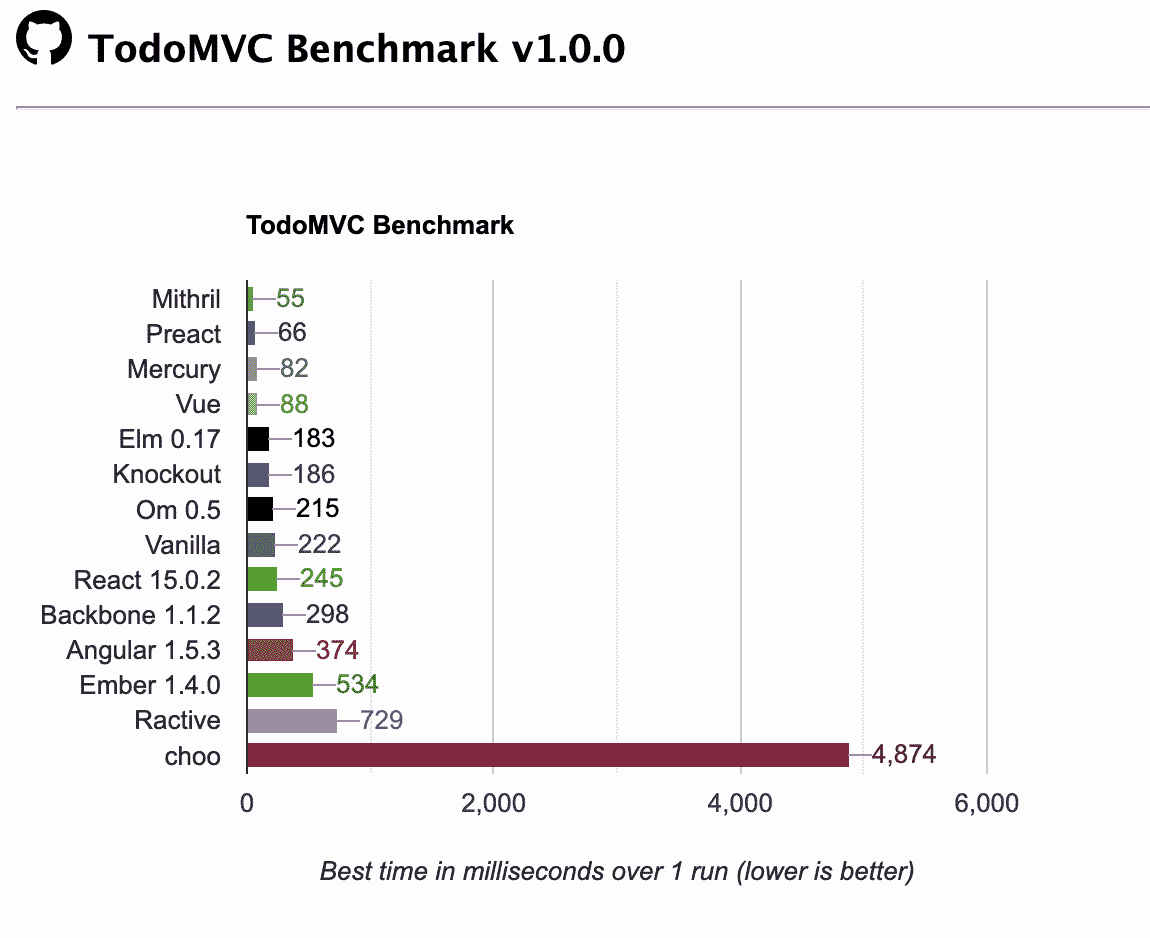 TodoMVC Benchmark v1.0.0
TodoMVC Benchmark
Mithril 55
Preact 66
Mercury 82
Vue 88
Elm 0.17 183
Knockout 186
Om 0.5 215
Vanilla 222
React 15.0.2 245
Backbone 1.1.2 298
Angular 1.5.3 374
Ember 1.4.0 534
Ractive 729
choo 4,874
0 2,000 4,000 6,000
Best time in milliseconds over 1 run (lower is better)